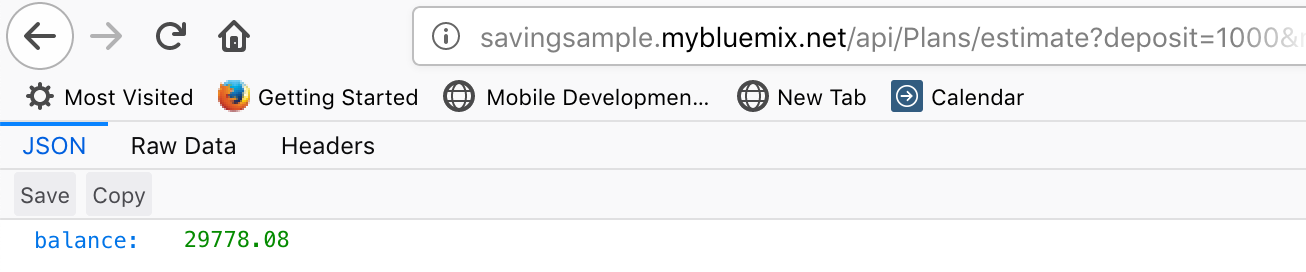 savingsample.mybluemix.net/api/Plans/estimate?deposit=1000&
Most Visited Getting Started Mobile Developmen... New Tab Calendar
JSON Raw Data Headers
Save Copy
balance: 29778.08